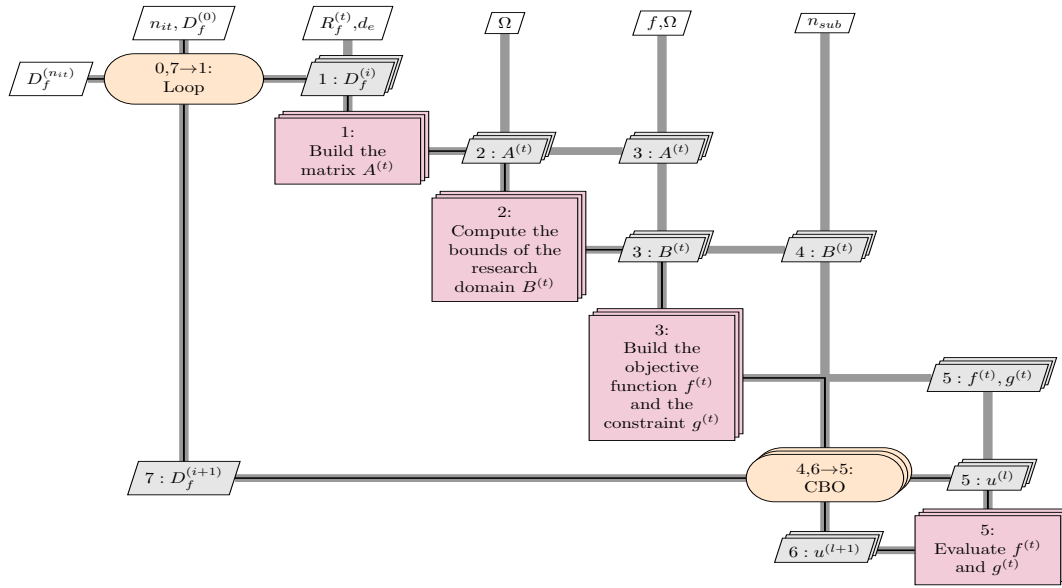 n_{it}, D_f^{(0)}
R_f^{(t)}, d_e
Ω
f,Ω
n_{sub}
D_f^{(n_{it})}
0,7→1:
Loop
1 : D_f^{(i)}
1:
Build the
matrix A^{(t)}
2 : A^{(t)}
3 : A^{(t)}
2:
Compute the
bounds of the
research
domain B^{(t)}
3 : B^{(t)}
4 : B^{(t)}
3:
Build the
objective
function f^{(t)}
and the
constraint g^{(t)}
5 : f^{(t)}, g^{(t)}
7 : D_f^{(i+1)}
4,6→5:
CBO
5 : u^{(l)}
6 : u^{(l+1)}
5:
Evaluate f^{(t)}
and g^{(t)}